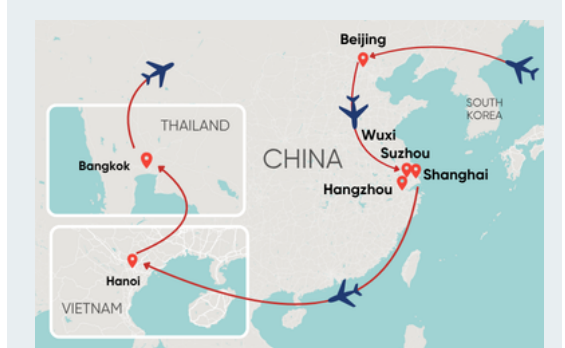 Beijing
SOUTH
KOREA
THAILAND
Wuxi
CHINA
Suzhou
Bangkok
Shanghai
Hangzhou
Hanoi
VIETNAM